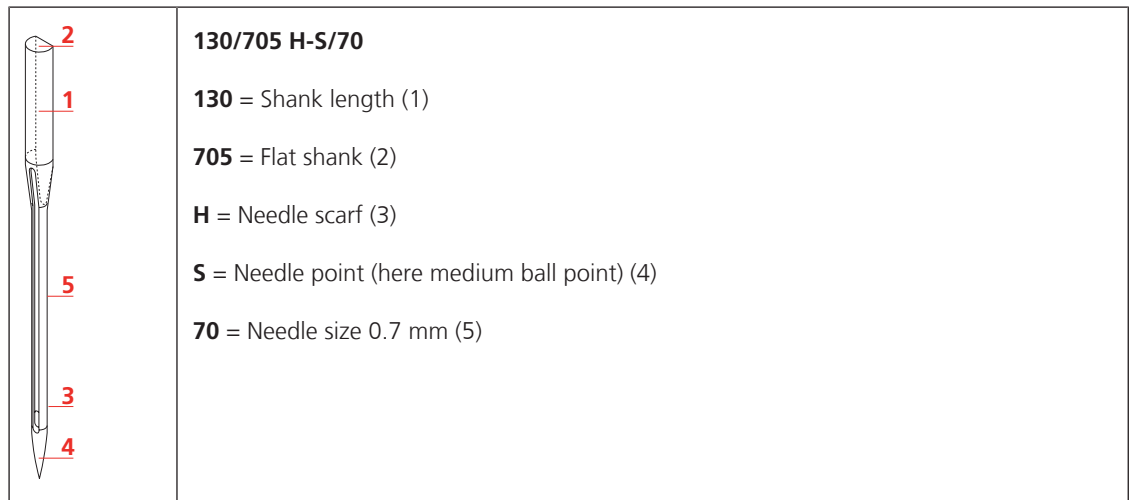 2
1
5
3
4
130/705 H-S/70
130 = Shank length (1)
705 = Flat shank (2)
H = Needle scarf (3)
S = Needle point (here medium ball point) (4)
70 = Needle size 0.7 mm (5)